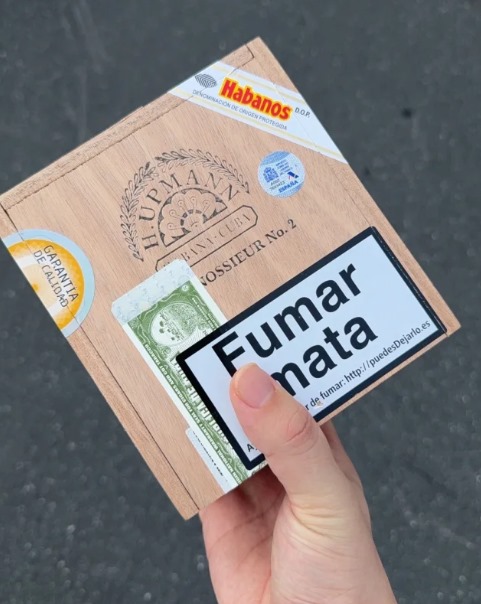 Habanos
DENOMINACIÓN DE ORIGEN PROTEGIDA
D.O.P.
H. UPMANN
HABANA-CUBA
NOSSIEUR No. 2
ESPAÑA
GARANTIA
DE CALIDAD
Fumar
mata
r de fumar: http://puedesDejarlo.es